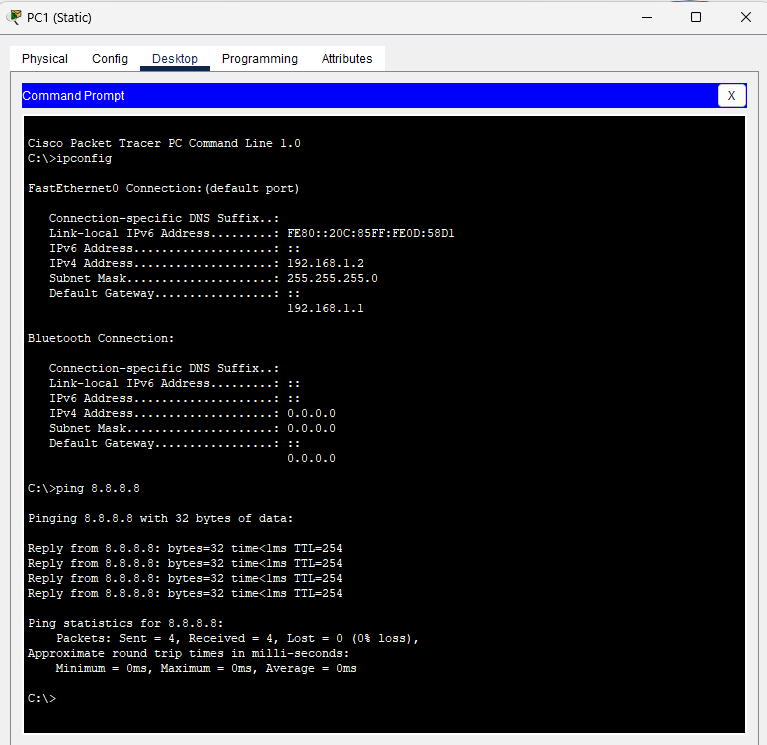 PC1 (Static)
Physical Config Desktop Programming Attributes
Command Prompt X
Cisco Packet Tracer PC Command Line 1.0
C:\>ipconfig
FastEthernet0 Connection:(default port)
Connection-specific DNS Suffix..:
Link-local IPv6 Address.........: FE80::20C:85FF:FE0D:58D1
IPv6 Address....................: ::
IPv4 Address....................: 192.168.1.2
Subnet Mask.....................: 255.255.255.0
Default Gateway.................: ::
192.168.1.1
Bluetooth Connection:
Connection-specific DNS Suffix..:
Link-local IPv6 Address.........: ::
IPv6 Address....................: ::
IPv4 Address....................: 0.0.0.0
Subnet Mask.....................: 0.0.0.0
Default Gateway.................: ::
0.0.0.0
C:\>ping 8.8.8.8
Pinging 8.8.8.8 with 32 bytes of data:
Reply from 8.8.8.8: bytes=32 time<1ms TTL=254
Reply from 8.8.8.8: bytes=32 time<1ms TTL=254
Reply from 8.8.8.8: bytes=32 time<1ms TTL=254
Reply from 8.8.8.8: bytes=32 time<1ms TTL=254
Ping statistics for 8.8.8.8:
Packets: Sent = 4, Received = 4, Lost = 0 (0% loss),
Approximate round trip times in milli-seconds:
Minimum = 0ms, Maximum = 0ms, Average = 0ms
C:\>